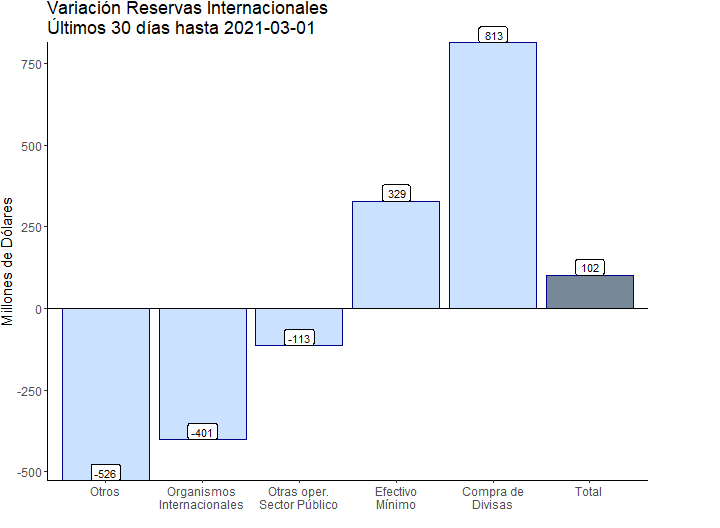 Variación Reservas Internacionales
Últimos 30 días hasta 2021-03-01
Millones de Dólares
750
500
250
0
-250
-500
-526
-401
-113
329
813
102
Otros
Organismos
Internacionales
Otras oper.
Sector Público
Efectivo
Mínimo
Compra de
Divisas
Total